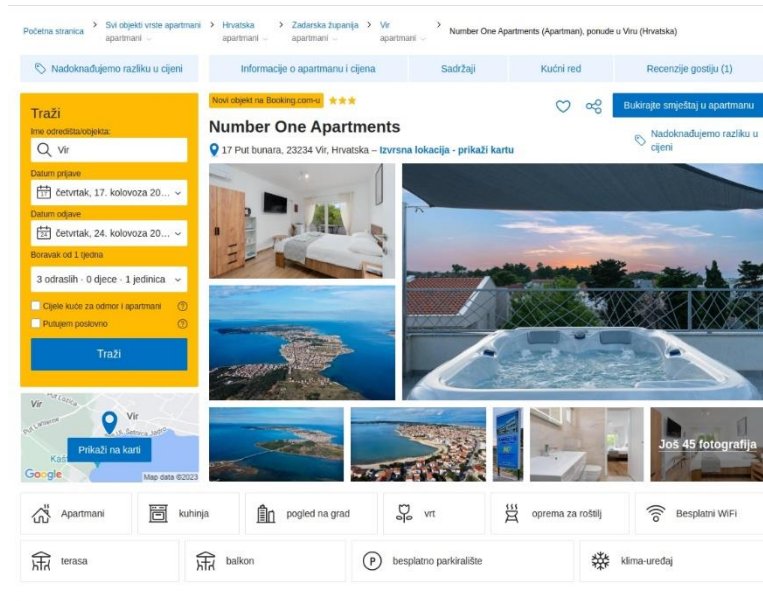 Početna stranica > Svi objekti vrste apartmani > Hrvatska > Zadarska županija > Vir > Number One Apartments (Apartman), ponude u Viru (Hrvatska)
apartmani apartmani apartmani apartmani
Nadoknađujemo razliku u cijeni
Informacije o apartmanu i cijena
Sadržaji
Kućni red
Recenzije gostiju (1)
Traži
Ime odredišta/objekta:
Vir
Datum prijave
17
četvrtak, 17. kolovoza 20...
Datum odjave
24
četvrtak, 24. kolovoza 20...
Boravak od 1 tjedna
3 odraslih · 0 djece · 1 jedinica
Cijele kuće za odmor i apartmani
Putujem poslovno
Traži
Novi objekt na Booking.com-u
Bukirajte smještaj u apartmanu
Number One Apartments
17 Put bunara, 23234 Vir, Hrvatska – Izvrsna lokacija - prikaži kartu
Nadoknađujemo razliku u
cijeni
Još 45 fotografija
Vir
Vir
Prikaži na karti
Google
Map data ©2023
Apartmani
kuhinja
pogled na grad
vrt
oprema za roštilj
Besplatni WiFi
terasa
balkon
P
besplatno parkiralište
klima-uređaj